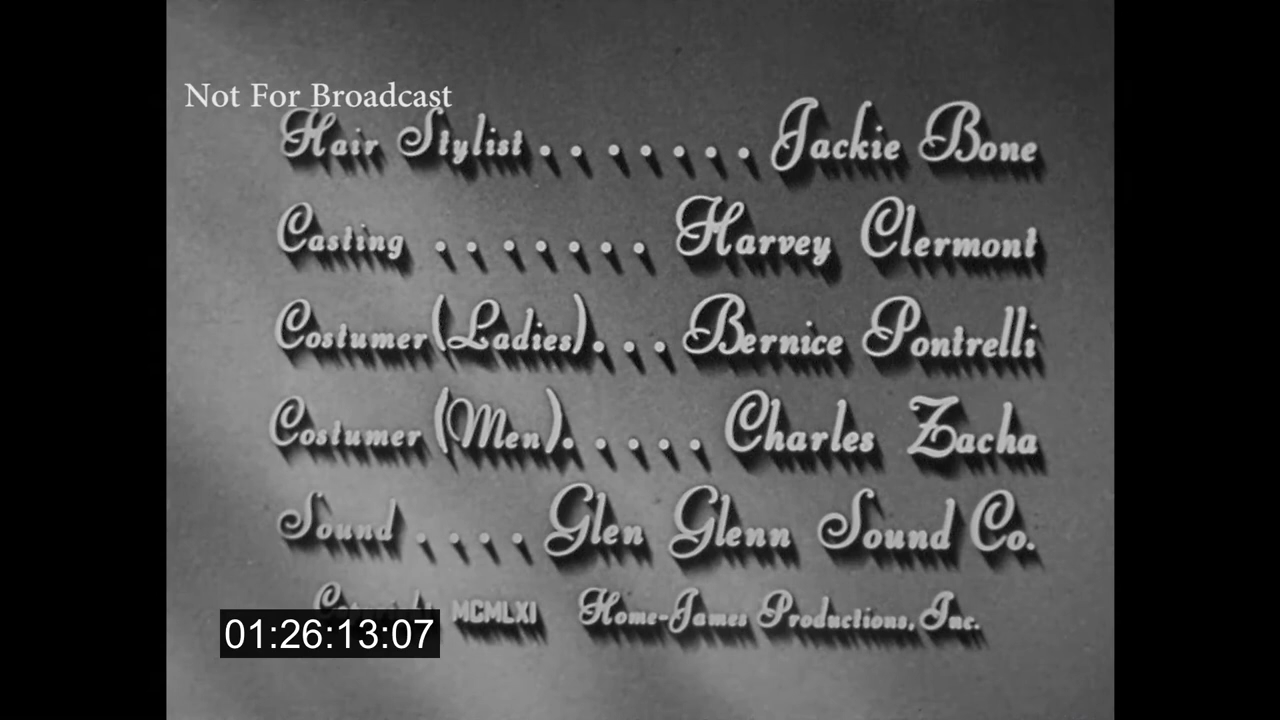 Not For Broadcast
Hair Stylist . . . . . . . Jackie Bone
Casting . . . . . . . Harvey Clermont
Costumer (Ladies) . . . Bernice Pontrelli
Costumer (Men) . . . . . Charles Zacha
Sound . . . . Glen Glenn Sound Co.
MCMLXI Home-James Productions, Inc.
01:26:13:07